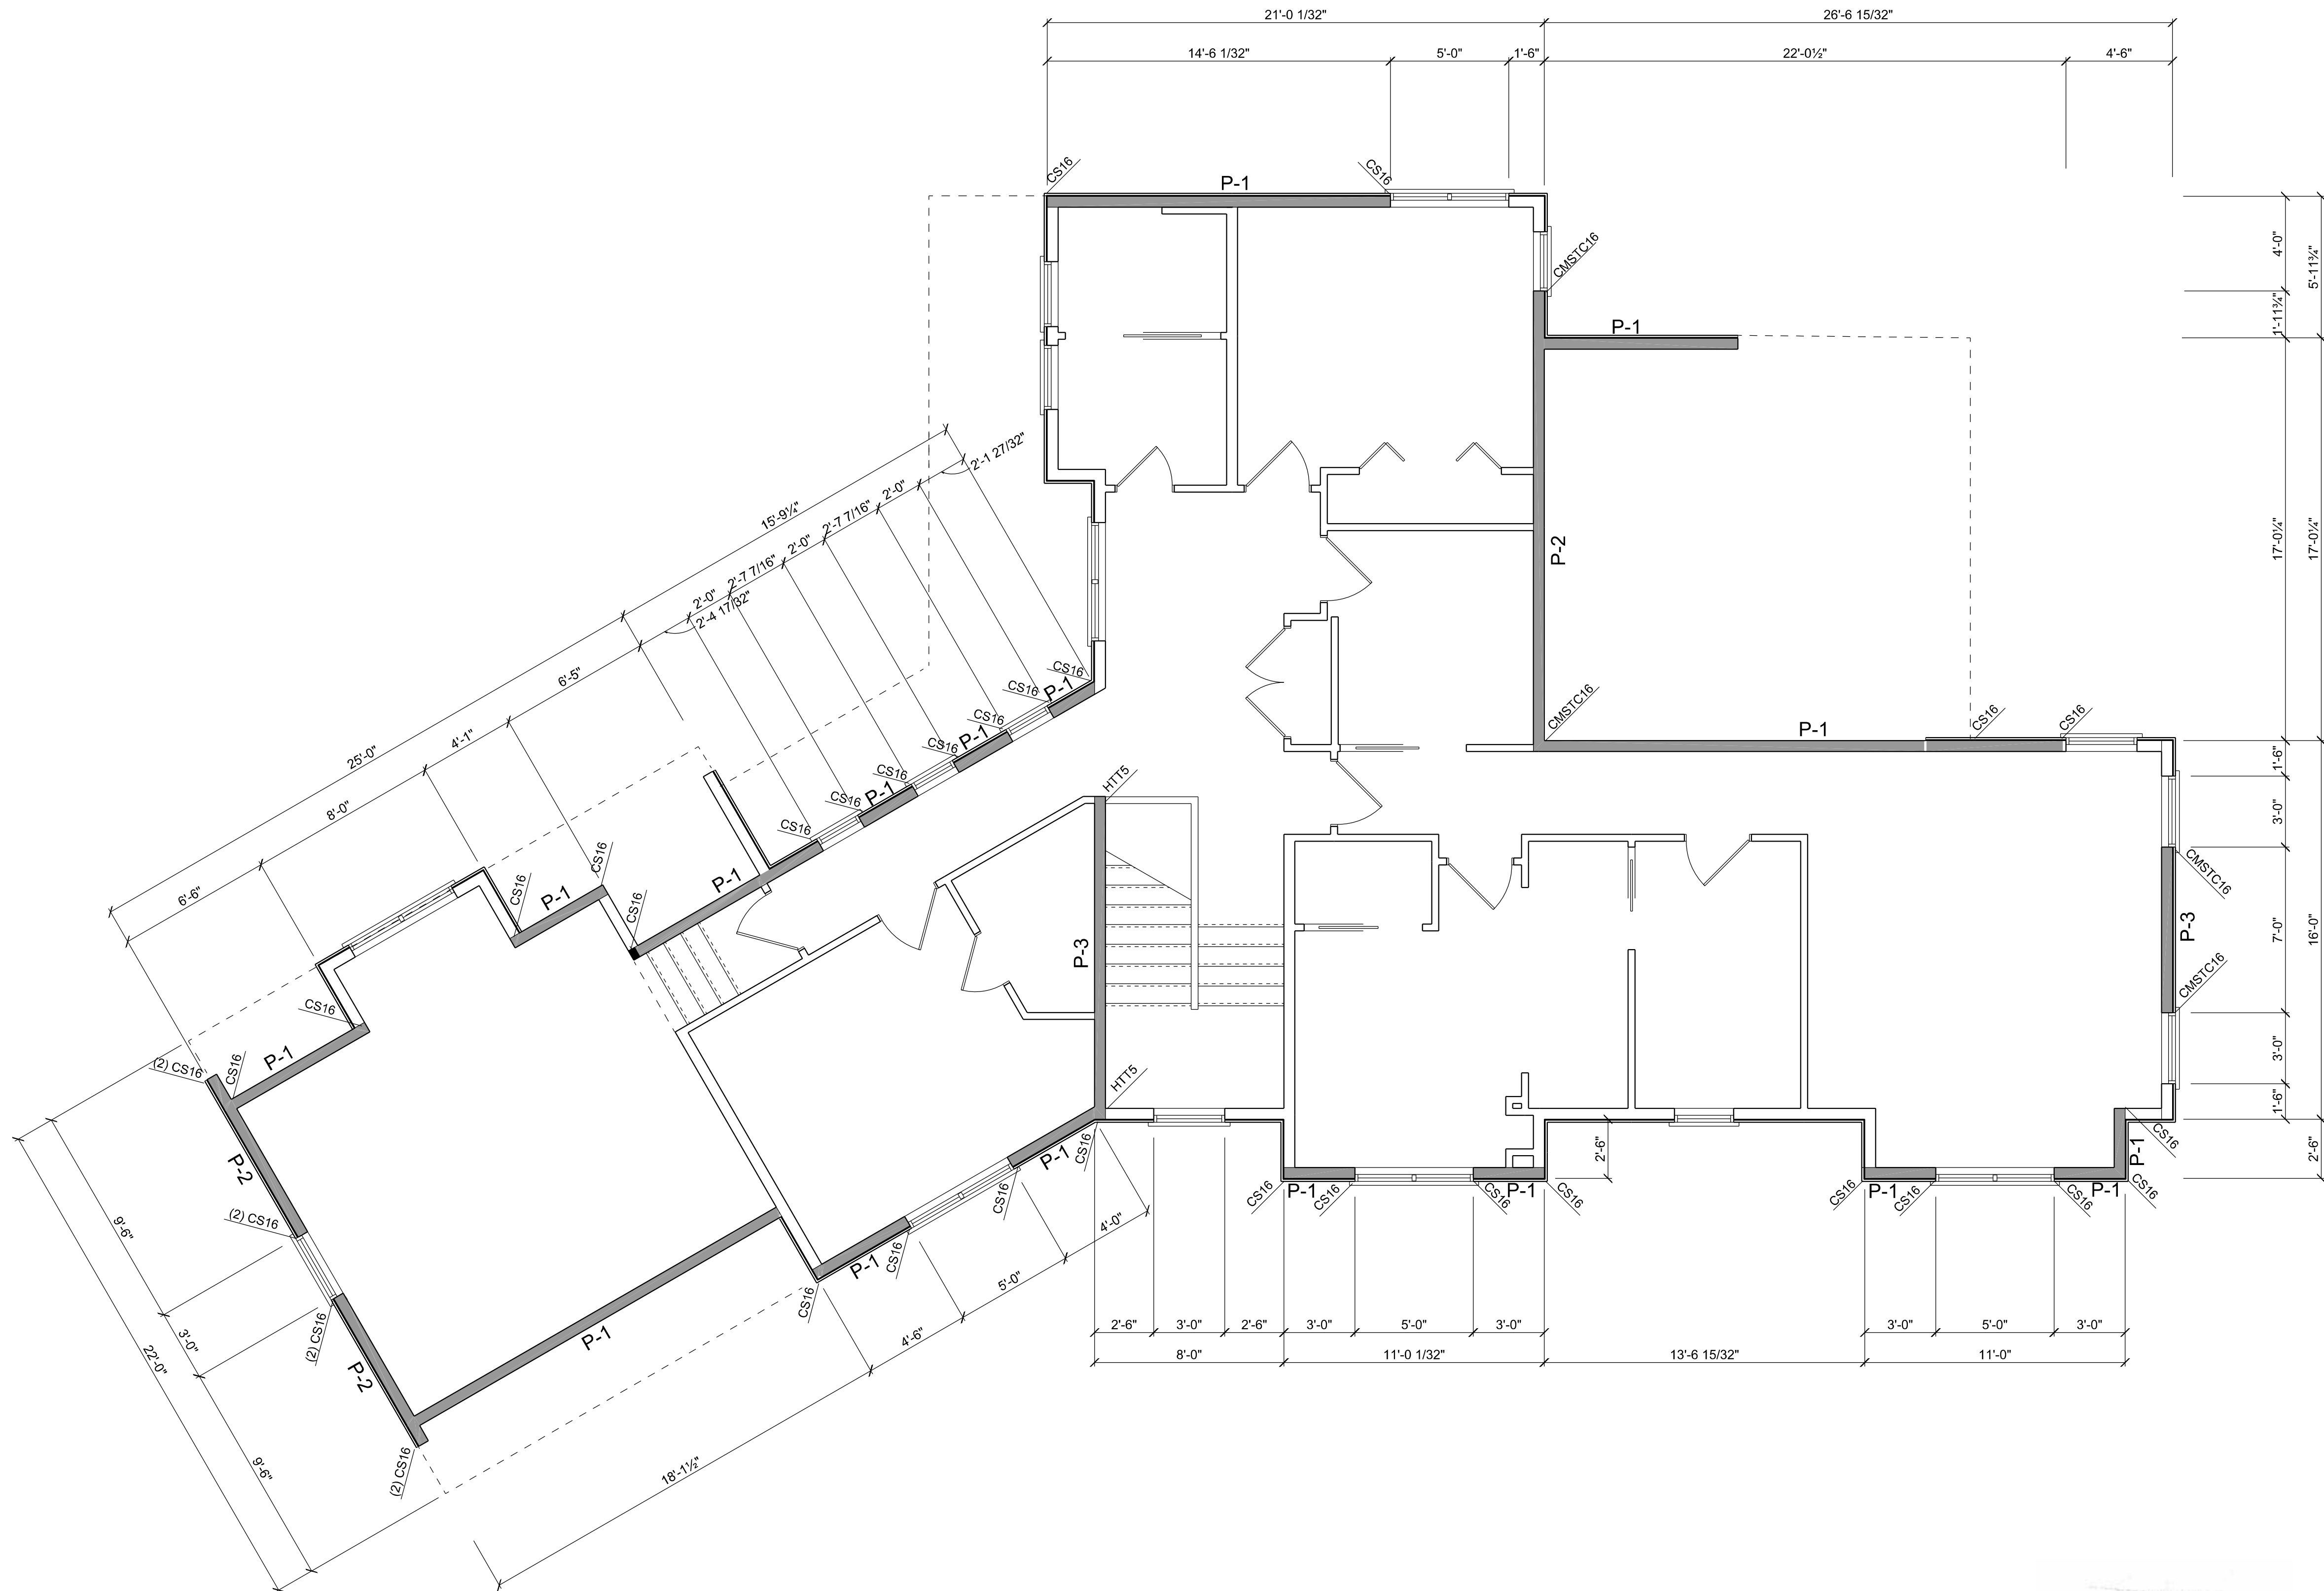 21'-0 1/32"
26'-6 15/32"
14'-6 1/32"
5'-0"
1'-6"
22'-0½"
4'-6"
CS16
P-1
CS16
CMSTC16
P-1
4'-0"
5'-11¾"
1'-11¾"
17'-0¼"
17'-0¼"
P-2
CMSTC16
P-1
CS16
CS16
15'-9¼"
2'-1 27/32"
2'-0"
2'-7 7/16"
2'-0"
2'-7 7/16"
2'-0"
2'-4 17/32"
6'-5"
25'-0"
4'-1"
8'-0"
6'-6"
CS16
P-1
CS16
CS16
P-1
CS16
CS16
P-1
CS16
CS16
P-1
CS16
CS16
P-1
CS16
CS16
P-1
(2) CS16
CS16
P-2
(2) CS16
(2) CS16
P-2
(2) CS16
P-1
9'-6"
3'-0"
22'-0"
9'-6"
18'-1½"
4'-6"
5'-0"
4'-0"
HTT5
P-3
HTT5
CS16
P-1
CS16
CS16
P-1
CS16
1'-6"
3'-0"
7'-0"
3'-0"
1'-6"
16'-0"
2'-6"
CMSTC16
P-3
CMSTC16
CS16
P-1
CS16
P-1
CS16
CS16
P-1
CS16
2'-6"
CS16
P-1
CS16
CS16
P-1
CS16
2'-6"
3'-0"
2'-6"
3'-0"
5'-0"
3'-0"
3'-0"
5'-0"
3'-0"
8'-0"
11'-0 1/32"
13'-6 15/32"
11'-0"